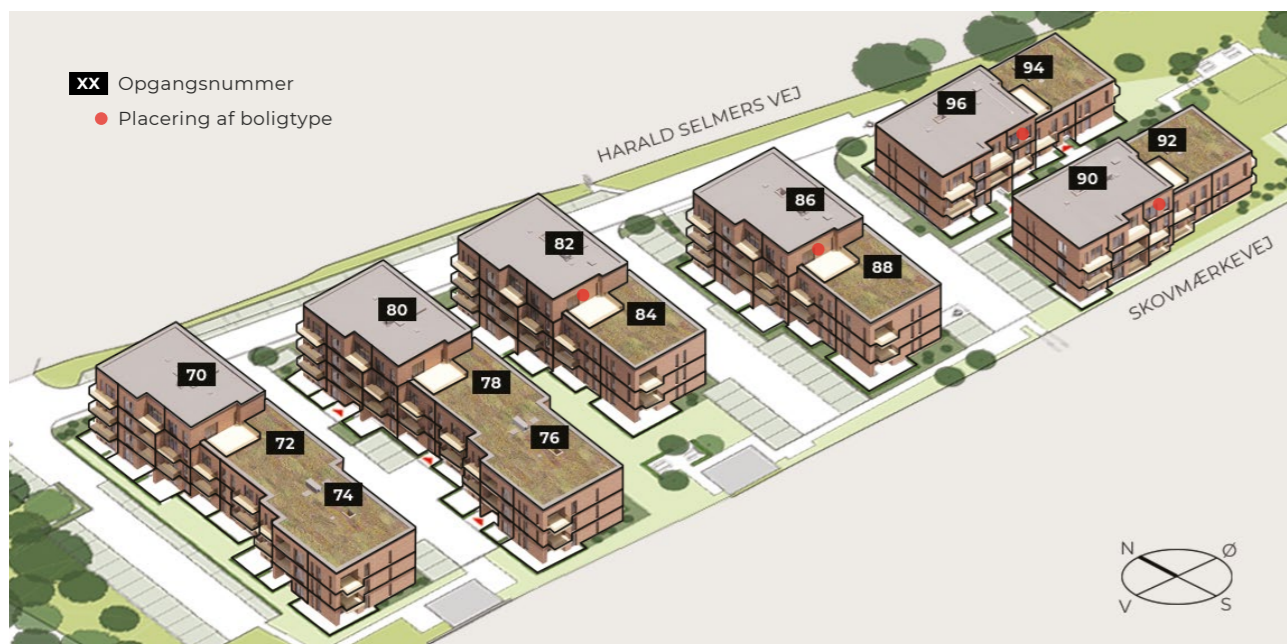 XX Opgangsnummer
Placering af boligtype
HARALD SELMERS VEJ
SKOVMÆRKEVEJ
94
96
92
90
86
88
82
84
80
78
76
70
72
74
N
Ø
V
S